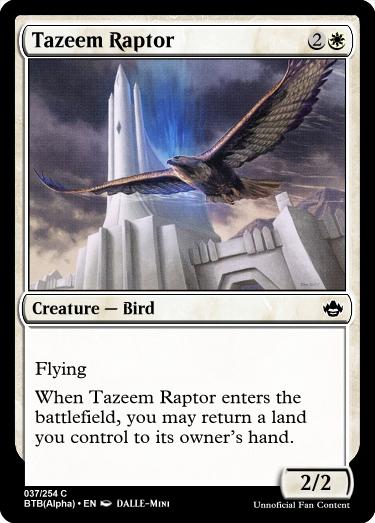 Tazeem Raptor 2
Creature — Bird
Flying
When Tazeem Raptor enters the
battlefield, you may return a land
you control to its owner's hand.
2/2
037/254 C
BTB(Alpha) • EN DALLE-Mini
Unnoficial Fan Content